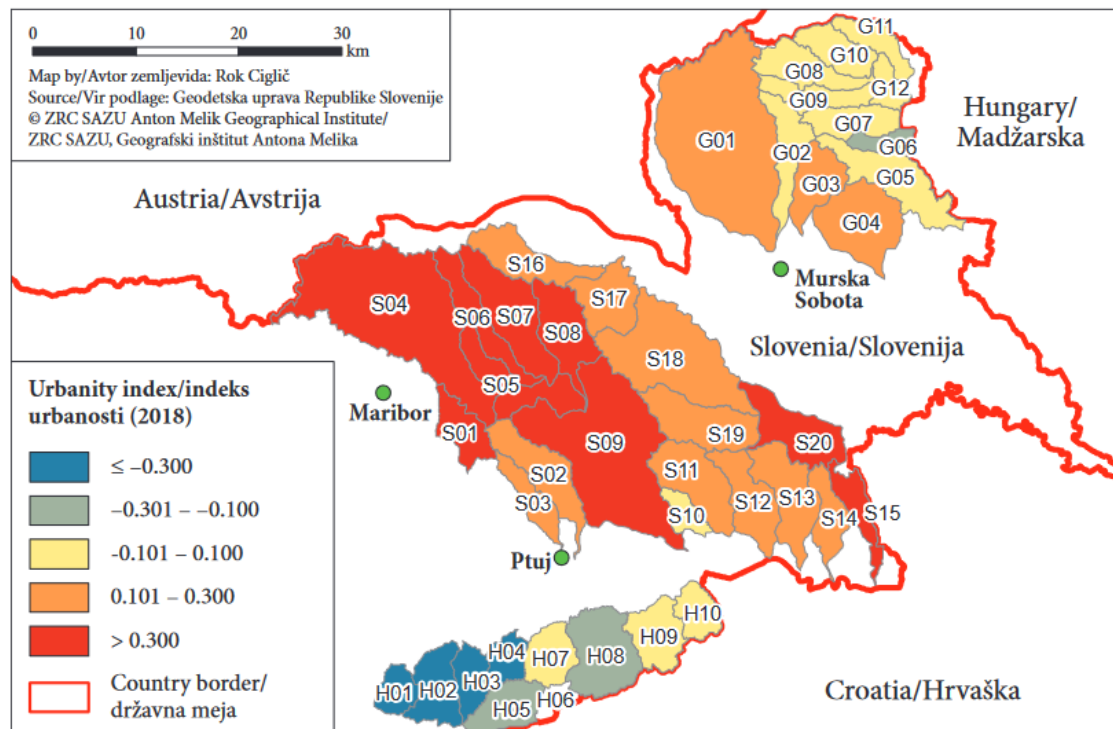 0 10 20 30
km
Map by/Avtor zemljevida: Rok Ciglič
Source/Vir podlage: Geodetska uprava Republike Slovenije
© ZRC SAZU Anton Melik Geographical Institute/
ZRC SAZU, Geografski inštitut Antona Melika
G11
G10
G08
G12
G09
G07
G01
G02
G06
G03
G05
G04
Hungary/
Madžarska
Austria/Avstrija
Murska
Sobota
S16
S17
S04
S06
S07
S08
S18
Slovenia/Slovenija
S05
Maribor
S01
S09
S19
S20
S02
S11
S03
S10
S12
S13
S14
S15
Ptuj
H10
H09
H04
H07
H08
H03
H02
H01
H05
H06
Croatia/Hrvaška
Urbanity index/indeks
urbanosti (2018)
≤ –0.300
–0.301 – –0.100
-0.101 – 0.100
0.101 – 0.300
> 0.300
Country border/
državna meja